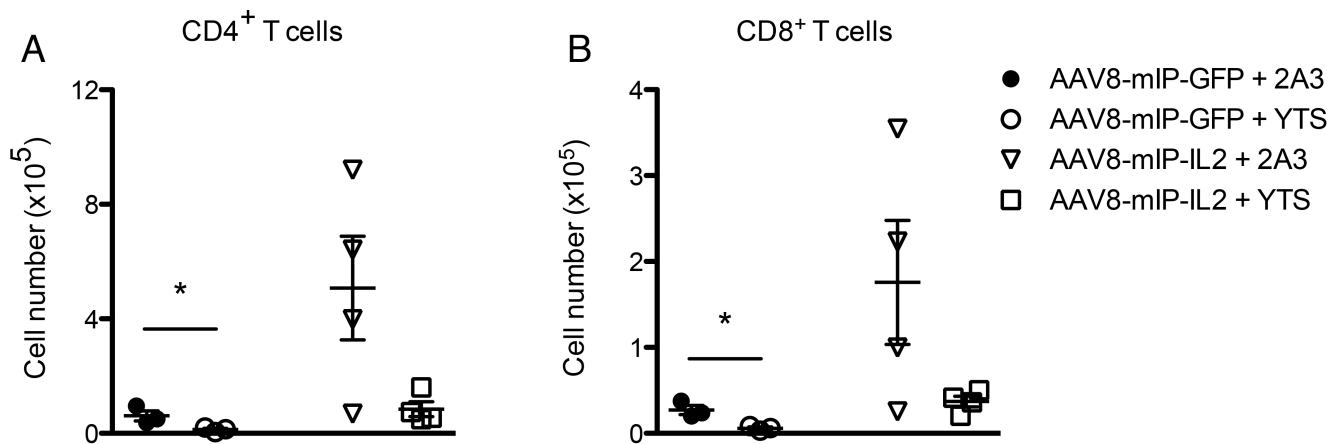 A
CD4+ T cells
Cell number (x10^5)
12
8
4
0
*
B
CD8+ T cells
Cell number (x10^5)
4
3
2
1
0
*
AAV8-mIP-GFP + 2A3
AAV8-mIP-GFP + YTS
AAV8-mIP-IL2 + 2A3
AAV8-mIP-IL2 + YTS